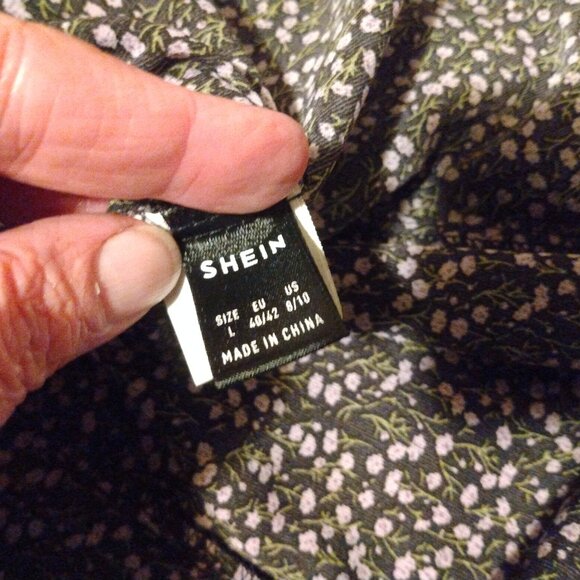 SHEIN
SIZE EU US
L 40/42 8/10
MADE IN CHINA